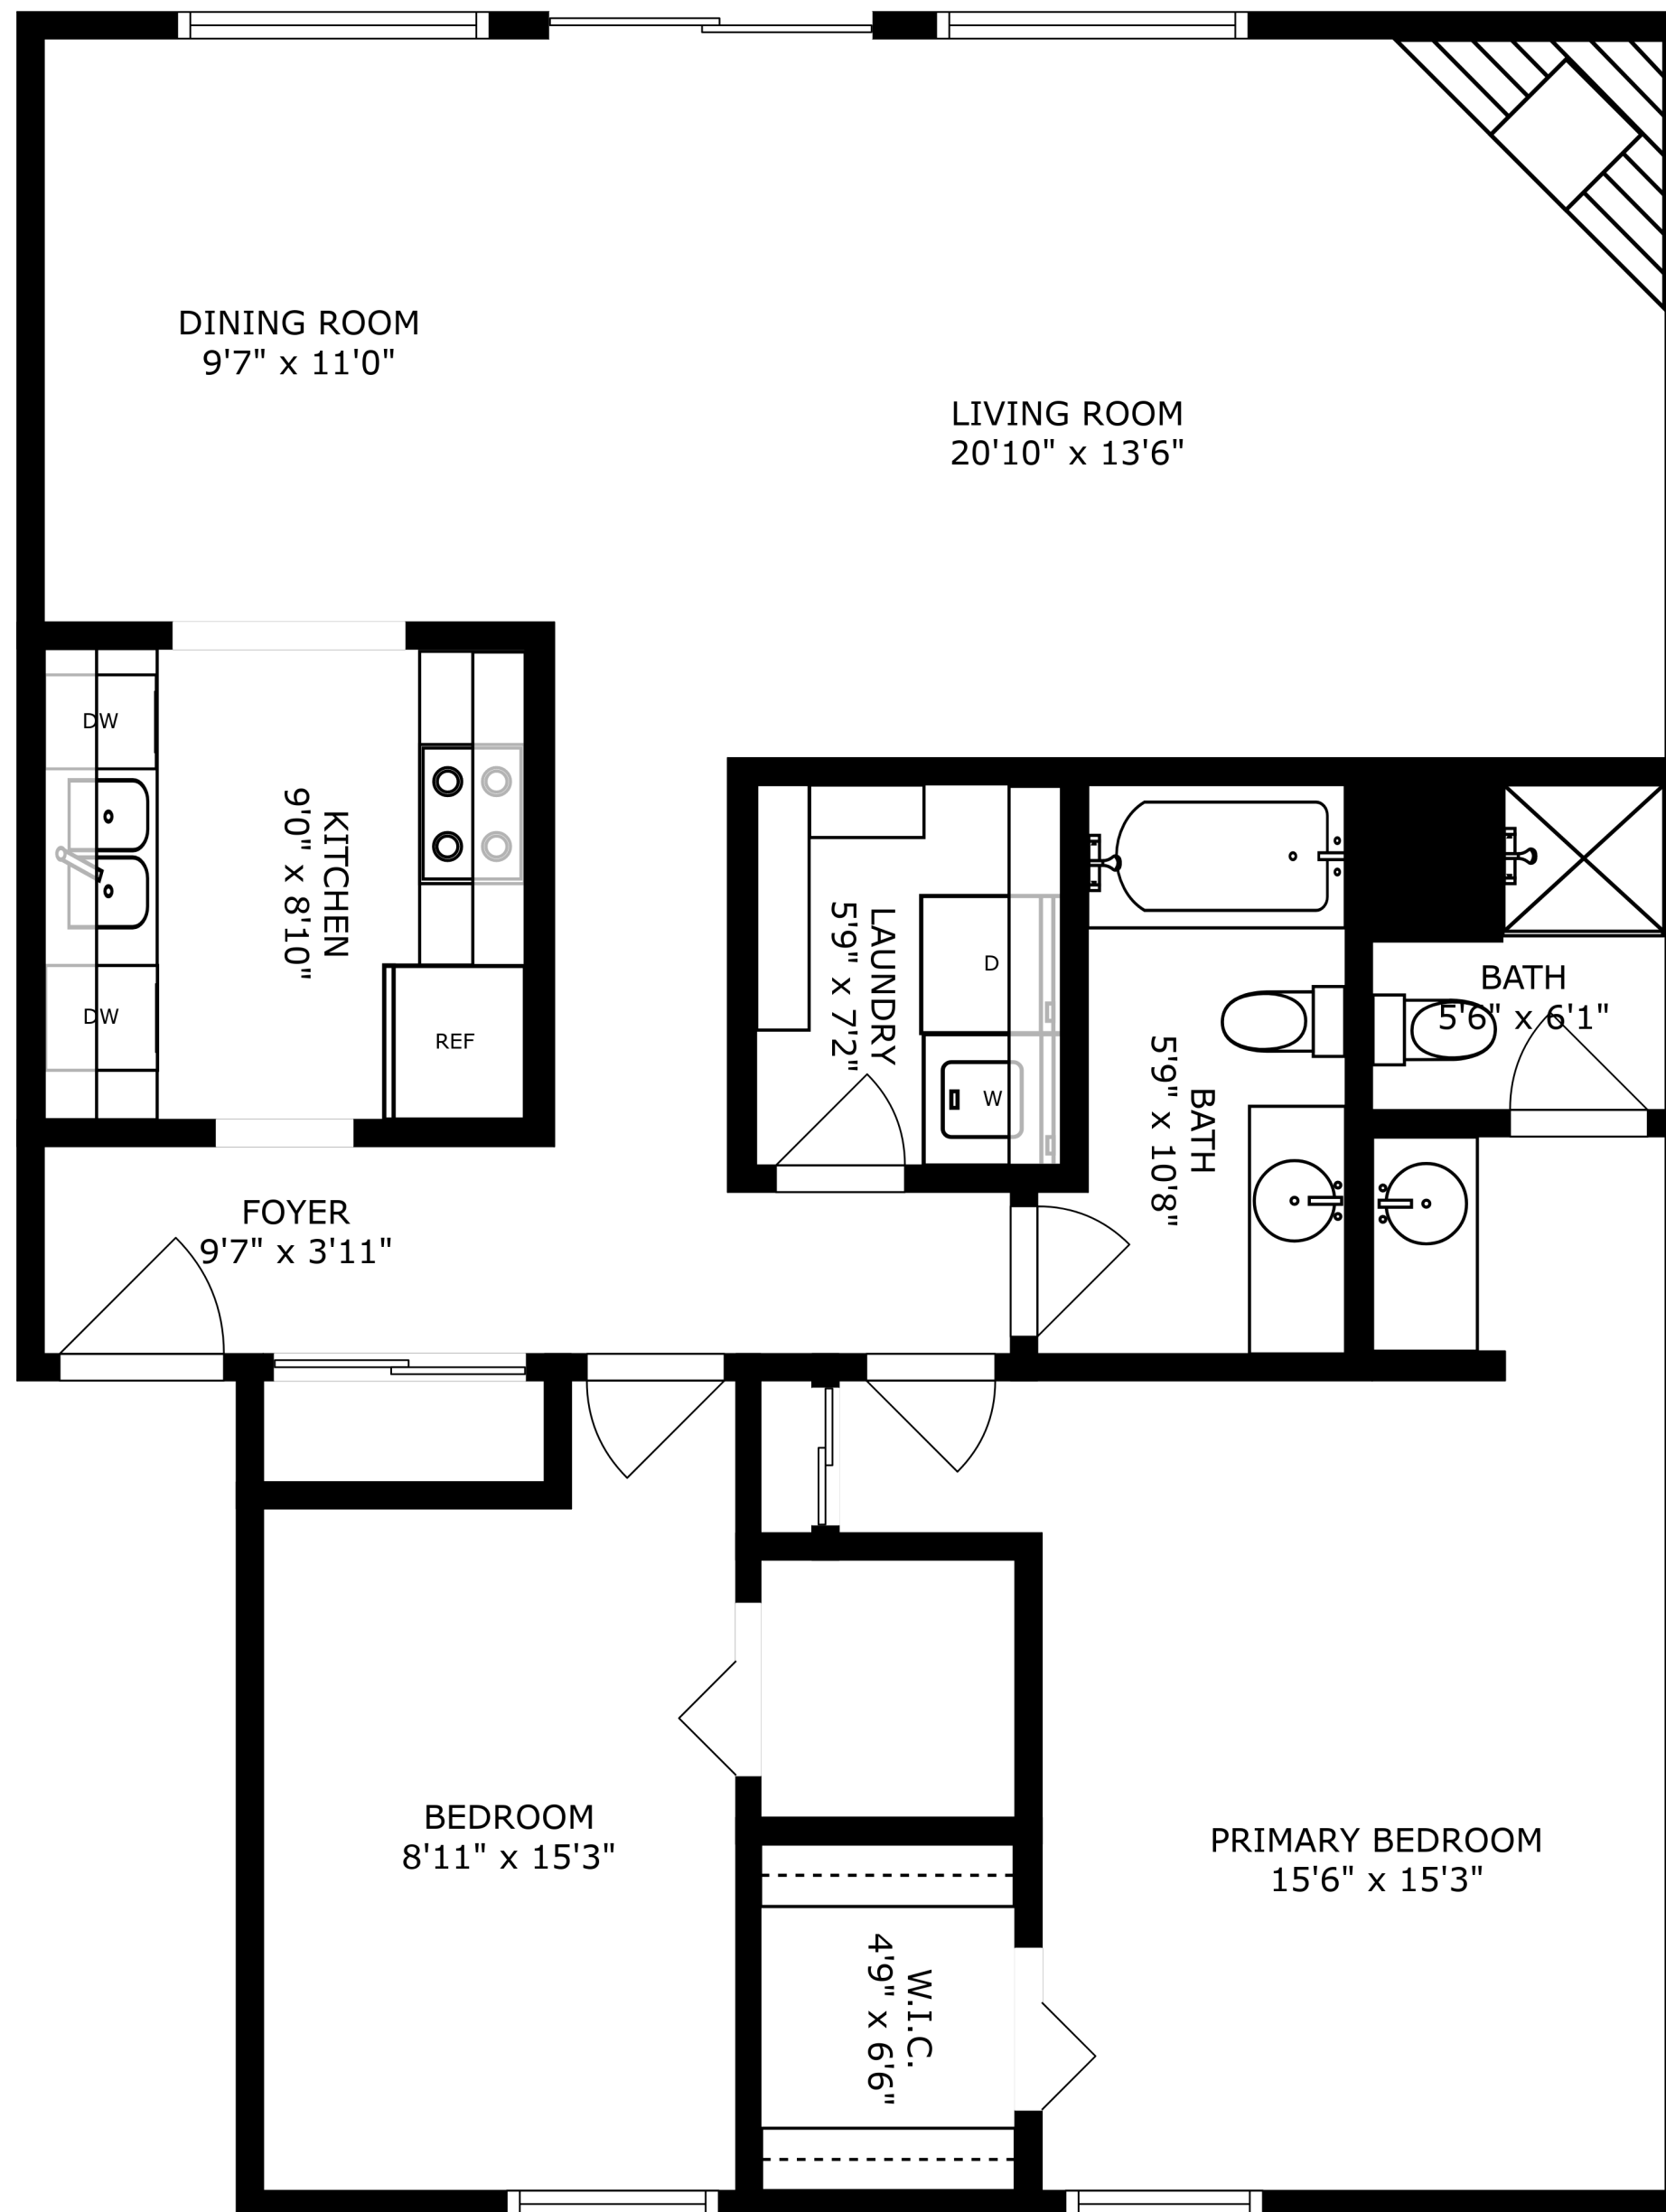 DINING ROOM
9'7" x 11'0"
LIVING ROOM
20'10" x 13'6"
DW
KITCHEN
9'0" x 8'10"
DW
REF
LAUNDRY
5'9" x 7'2"
D
W
BATH
5'6" x 6'1"
BATH
5'9" x 10'8"
FOYER
9'7" x 3'11"
BEDROOM
8'11" x 15'3"
PRIMARY BEDROOM
15'6" x 15'3"
W.I.C.
4'9" x 6'6"